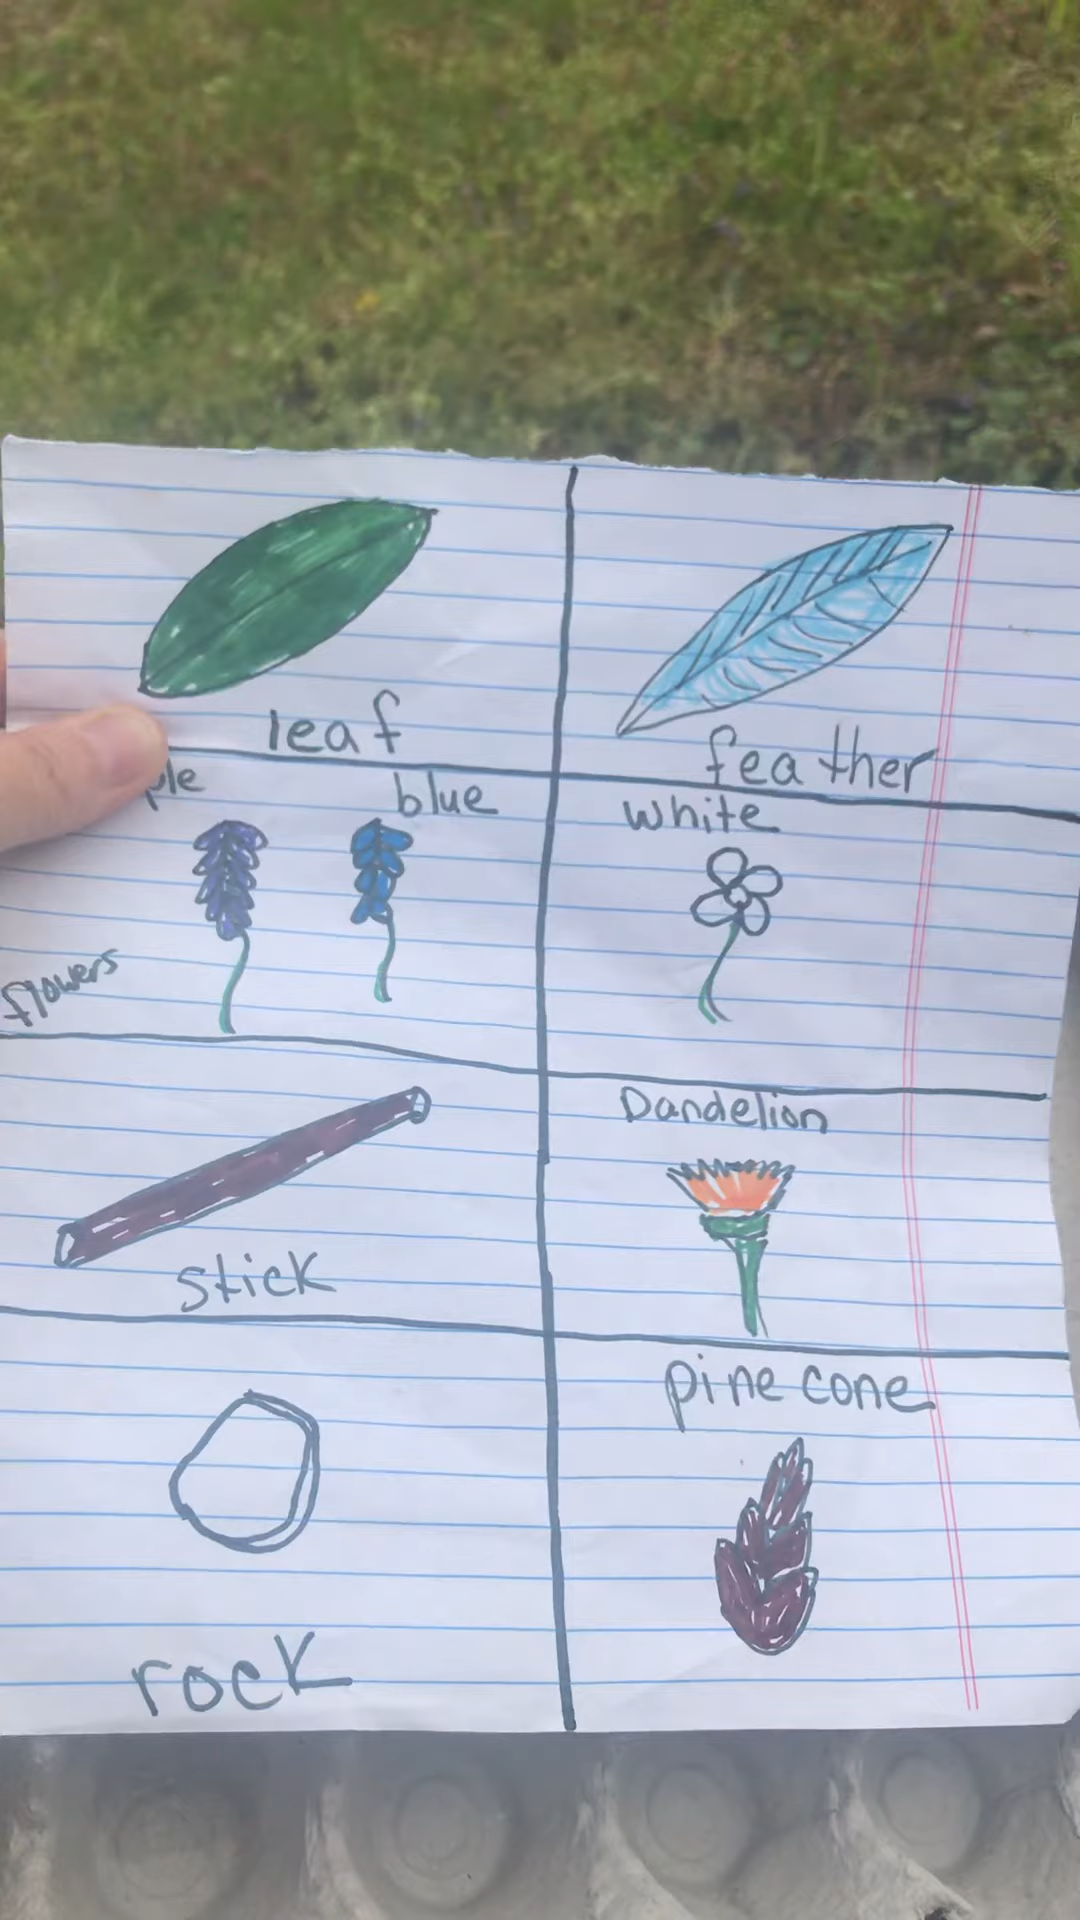 leaf
feather
blue
white
flowers
Dandelion
stick
pine cone
rock